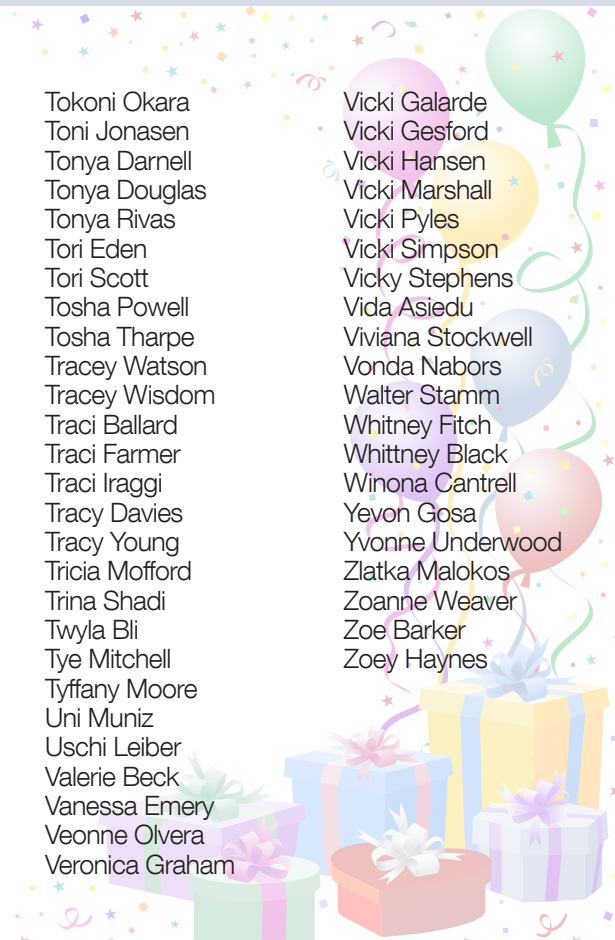 Tokoni Okara
Toni Jonasen
Tonya Darnell
Tonya Douglas
Tonya Rivas
Tori Eden
Tori Scott
Tosha Powell
Tosha Tharpe
Tracey Watson
Tracey Wisdom
Traci Ballard
Traci Farmer
Traci Iraggi
Tracy Davies
Tracy Young
Tricia Mofford
Trina Shadi
Twyla Bli
Tye Mitchell
Tyffany Moore
Uni Muniz
Uschi Leiber
Valerie Beck
Vanessa Emery
Veonne Olvera
Veronica Graham
Vicki Galarde
Vicki Gesford
Vicki Hansen
Vicki Marshall
Vicki Pyles
Vicki Simpson
Vicky Stephens
Vida Asiedu
Viviana Stockwell
Vonda Nabors
Walter Stamm
Whitney Fitch
Whittney Black
Winona Cantrell
Yevon Gosa
Yvonne Underwood
Zlatka Malokos
Zoanne Weaver
Zoe Barker
Zoey Haynes